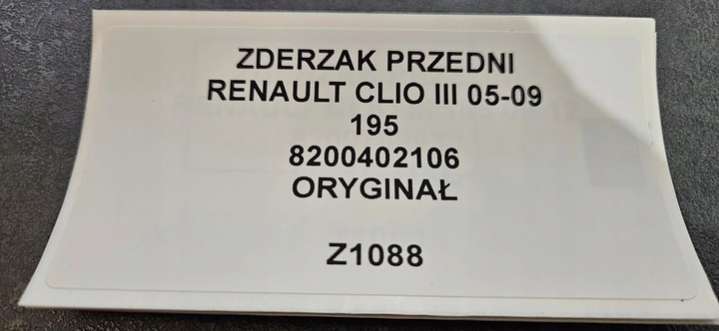 ZDERZAK PRZEDNI
RENAULT CLIO III 05-09
195
8200402106
ORYGINAŁ
Z1088